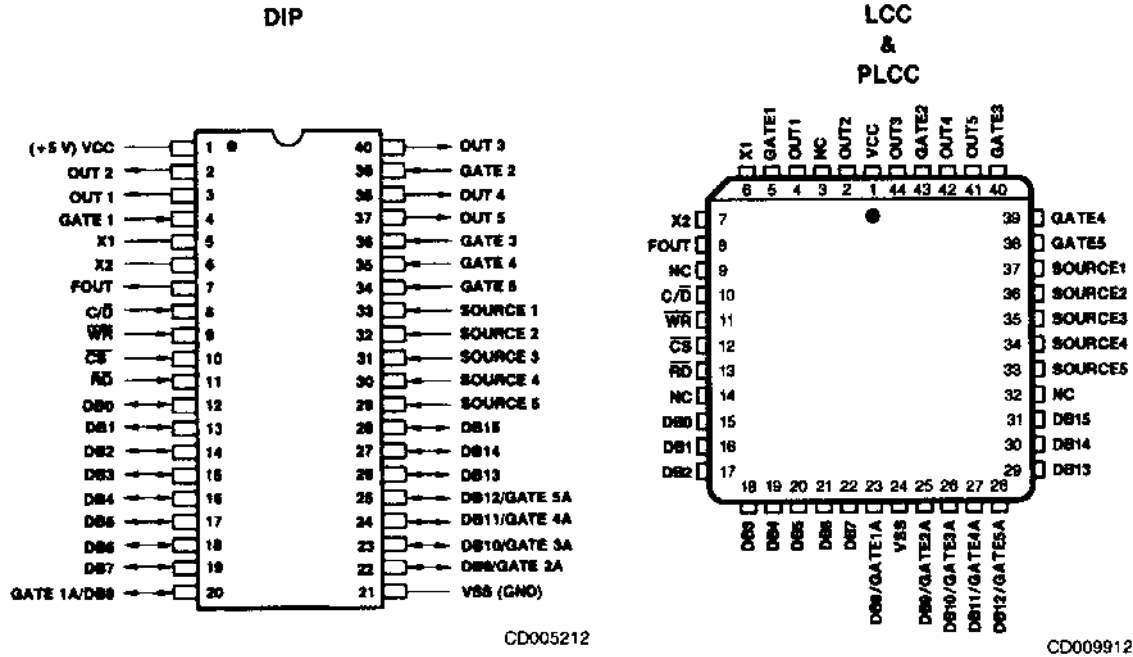 DIP
(+5 V) VCC 1 40 OUT 3
OUT 2 2 39 GATE 2
OUT 1 3 38 OUT 4
GATE 1 4 37 OUT 5
X1 5 36 GATE 3
X2 6 35 GATE 4
FOUT 7 34 GATE 5
C/D̅ 8 33 SOURCE 1
W̅R̅ 9 32 SOURCE 2
C̅S̅ 10 31 SOURCE 3
R̅D̅ 11 30 SOURCE 4
DB0 12 29 SOURCE 5
DB1 13 28 DB15
DB2 14 27 DB14
DB3 15 26 DB13
DB4 16 25 DB12/GATE 5A
DB5 17 24 DB11/GATE 4A
DB6 18 23 DB10/GATE 3A
DB7 19 22 DB9/GATE 2A
GATE 1A/DB8 20 21 VSS (GND)
CD005212
LCC
&
PLCC
X1 GATE1 OUT1 NC OUT2 VCC OUT3 GATE2 OUT4 OUT5 GATE3
6 5 4 3 2 1 44 43 42 41 40
X2 7 39 GATE4
FOUT 8 38 GATE5
NC 9 37 SOURCE1
C/D̅ 10 36 SOURCE2
W̅R̅ 11 35 SOURCE3
C̅S̅ 12 34 SOURCE4
R̅D̅ 13 33 SOURCE5
NC 14 32 NC
DB0 15 31 DB15
DB1 16 30 DB14
DB2 17 29 DB13
18 19 20 21 22 23 24 25 26 27 28
DB3 DB4 DB5 DB6 DB7 DB8/GATE1A VSS DB9/GATE2A DB10/GATE3A DB11/GATE4A DB12/GATE5A
CD009912